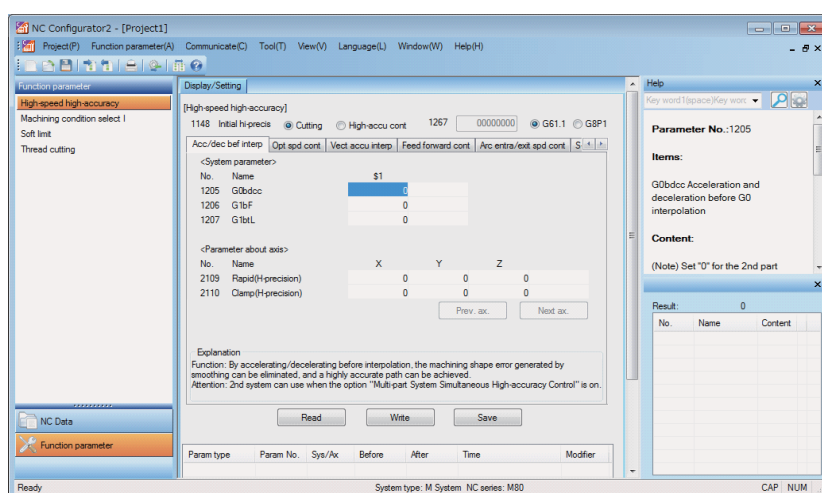 NC Configurator2 - [Project1]
Project(P) Function parameter(A) Communicate(C) Tool(T) View(V) Language(L) Window(W) Help(H)
Function parameter
High-speed high-accuracy
Machining condition select I
Soft limit
Thread cutting
NC Data
Function parameter
Display/Setting
[High-speed high-accuracy]
1148 Initial hi-precis Cutting High-accu cont 1267 00000000 G61.1 G8P1
Acc/dec bef interp Opt spd cont Vect accu interp Feed forward cont Arc entra/exit spd cont S
<System parameter>
No. Name $1
1205 G0bdcc 0
1206 G1bF 0
1207 G1btL 0
<Parameter about axis>
No. Name X Y Z
2109 Rapid(H-precision) 0 0 0
2110 Clamp(H-precision) 0 0 0
Prev. ax. Next ax.
Explanation
Function: By accelerating/decelerating before interpolation, the machining shape error generated by
smoothing can be eliminated, and a highly accurate path can be achieved.
Attention: 2nd system can use when the option "Multi-part System Simultaneous High-accuracy Control" is on.
Read Write Save
Param type Param No. Sys/Ax Before After Time Modifier
Help
Key word1(space)Key wor
Parameter No.:1205
Items:
G0bdcc Acceleration and
deceleration before G0
interpolation
Content:
(Note) Set "0" for the 2nd part
Result: 0
No. Name Content
Ready System type: M System NC series: M80 CAP NUM